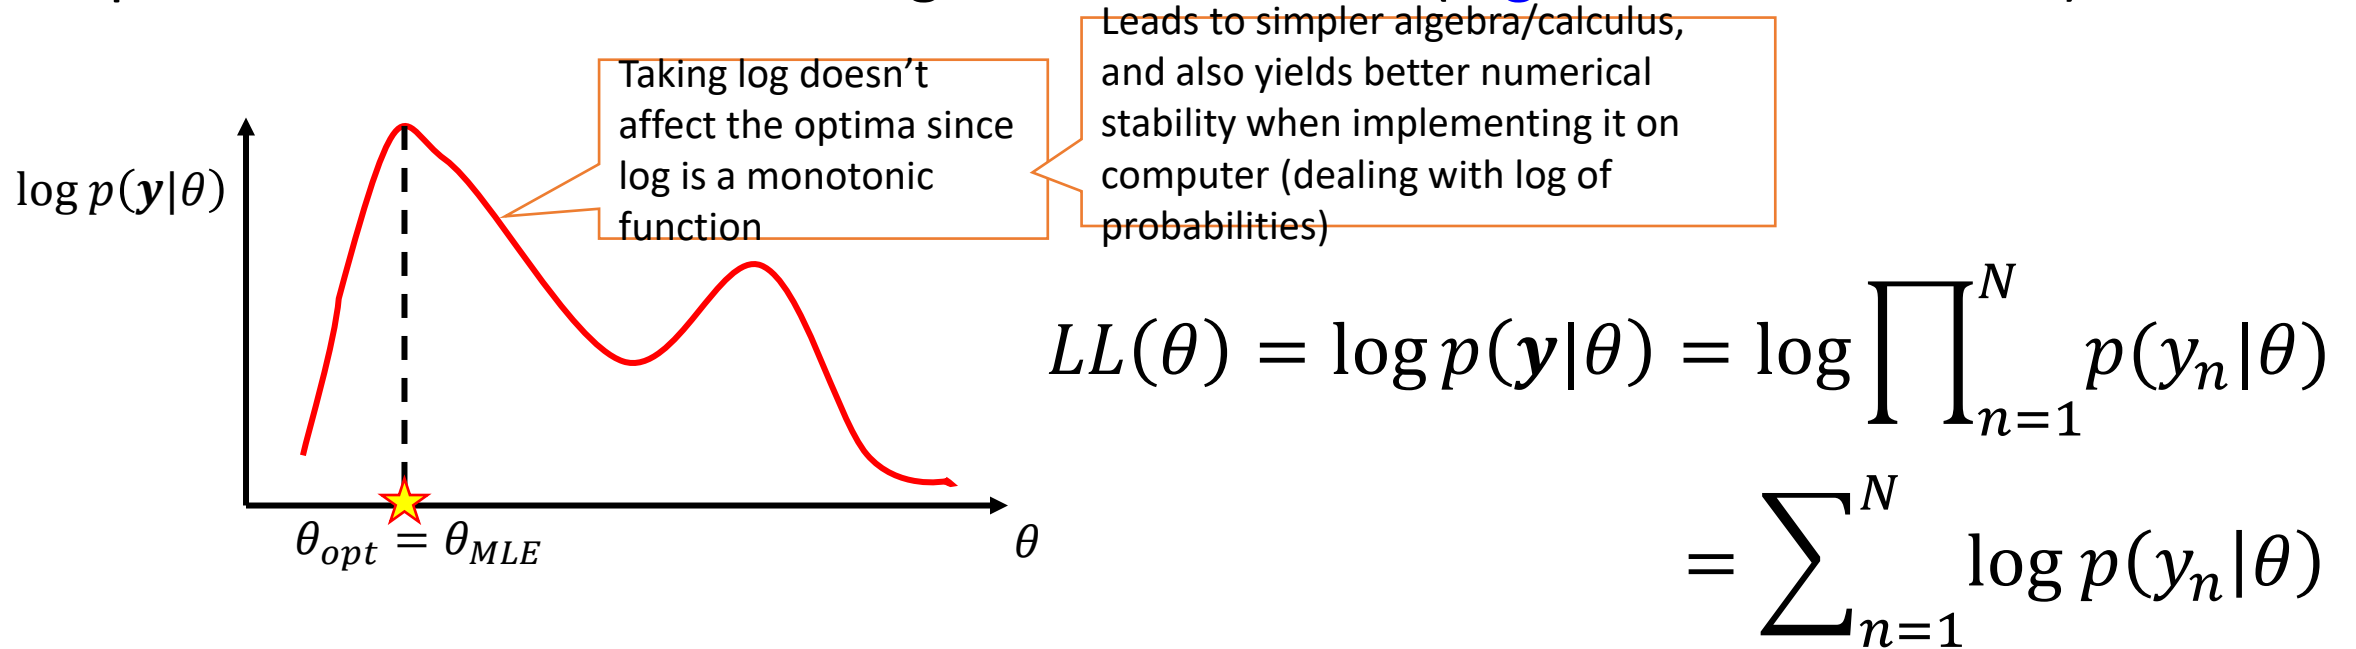 Leads to simpler algebra/calculus,
and also yields better numerical
stability when implementing it on
computer (dealing with log of
probabilities)
Taking log doesn’t
affect the optima since
log is a monotonic
function
log p(y|θ)
θ_opt = θ_MLE
θ
LL(θ) = log p(y|θ) = log ∏_{n=1}^{N} p(y_n|θ)
= ∑_{n=1}^{N} log p(y_n|θ)